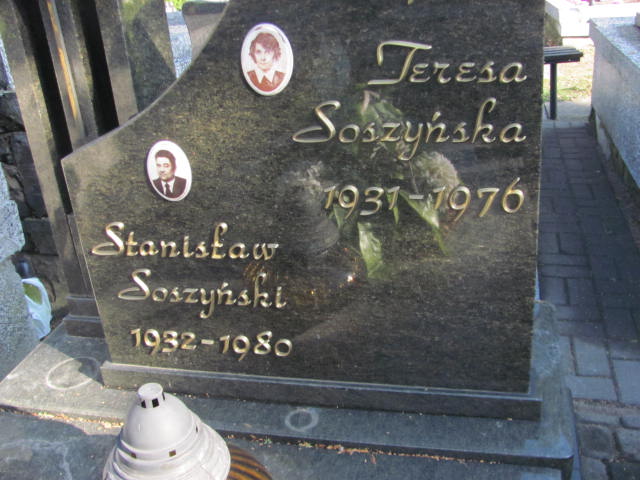 Teresa
Soszyńska
1931-1976
Stanisław
Soszyński
1932-1980